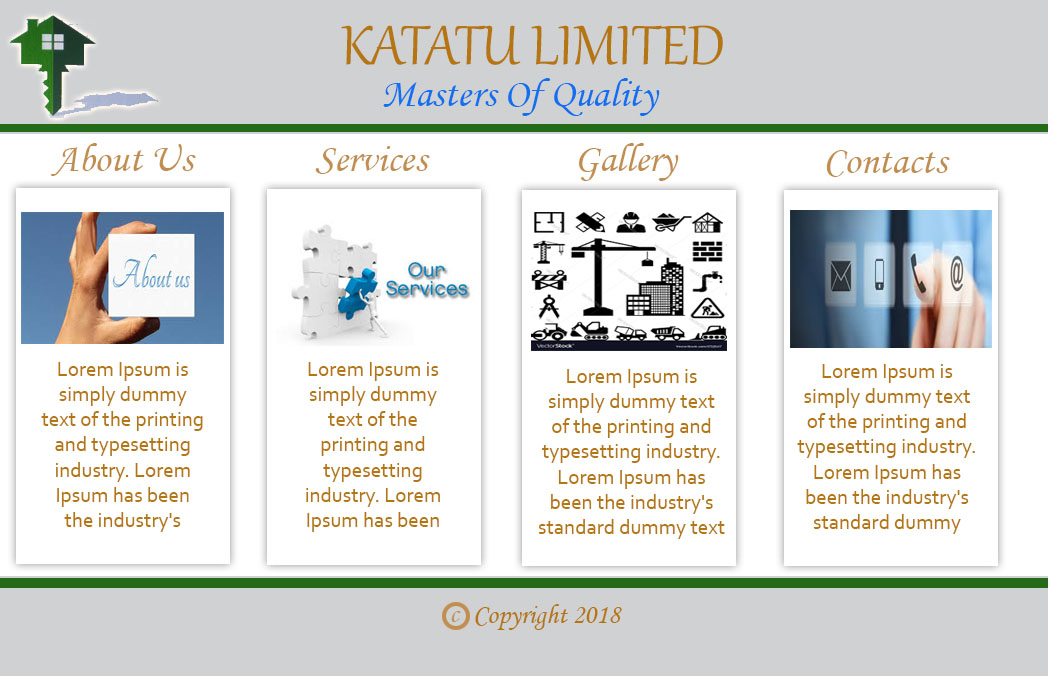 KATATU LIMITED
Masters Of Quality
About Us
Services
Gallery
Contacts
About us
Lorem Ipsum is
simply dummy
text of the printing
and typesetting
industry. Lorem
Ipsum has been
the industry's
Our
Services
Lorem Ipsum is
simply dummy
text of the
printing and
typesetting
industry. Lorem
Ipsum has been
VectorStock
Lorem Ipsum is
simply dummy text
of the printing and
typesetting industry.
Lorem Ipsum has
been the industry's
standard dummy text
@
Lorem Ipsum is
simply dummy text
of the printing and
typesetting industry.
Lorem Ipsum has
been the industry's
standard dummy
© Copyright 2018